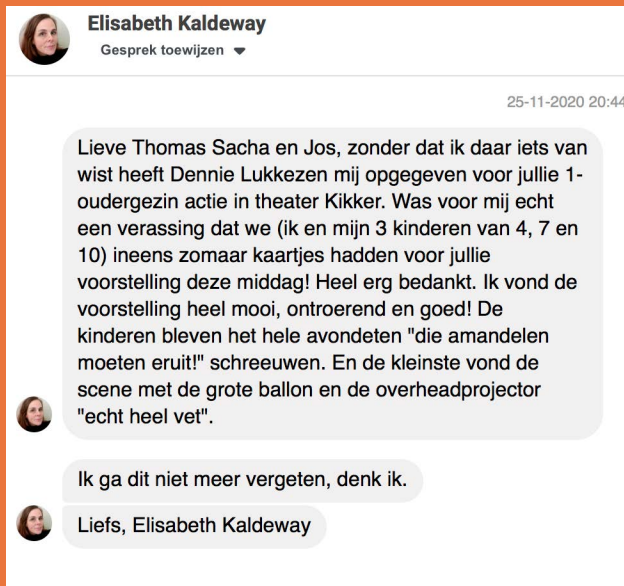 Elisabeth Kaldeway
Gesprek toewijzen
25-11-2020 20:44
Lieve Thomas Sacha en Jos, zonder dat ik daar iets van
wist heeft Dennie Lukkezen mij opgegeven voor jullie 1-
oudergezin actie in theater Kikker. Was voor mij echt
een verassing dat we (ik en mijn 3 kinderen van 4, 7 en
10) ineens zomaar kaartjes hadden voor jullie
voorstelling deze middag! Heel erg bedankt. Ik vond de
voorstelling heel mooi, ontroerend en goed! De
kinderen bleven het hele avondeten "die amandelen
moeten eruit!" schreeuwen. En de kleinste vond de
scene met de grote ballon en de overheadprojector
"echt heel vet".
Ik ga dit niet meer vergeten, denk ik.
Liefs, Elisabeth Kaldeway